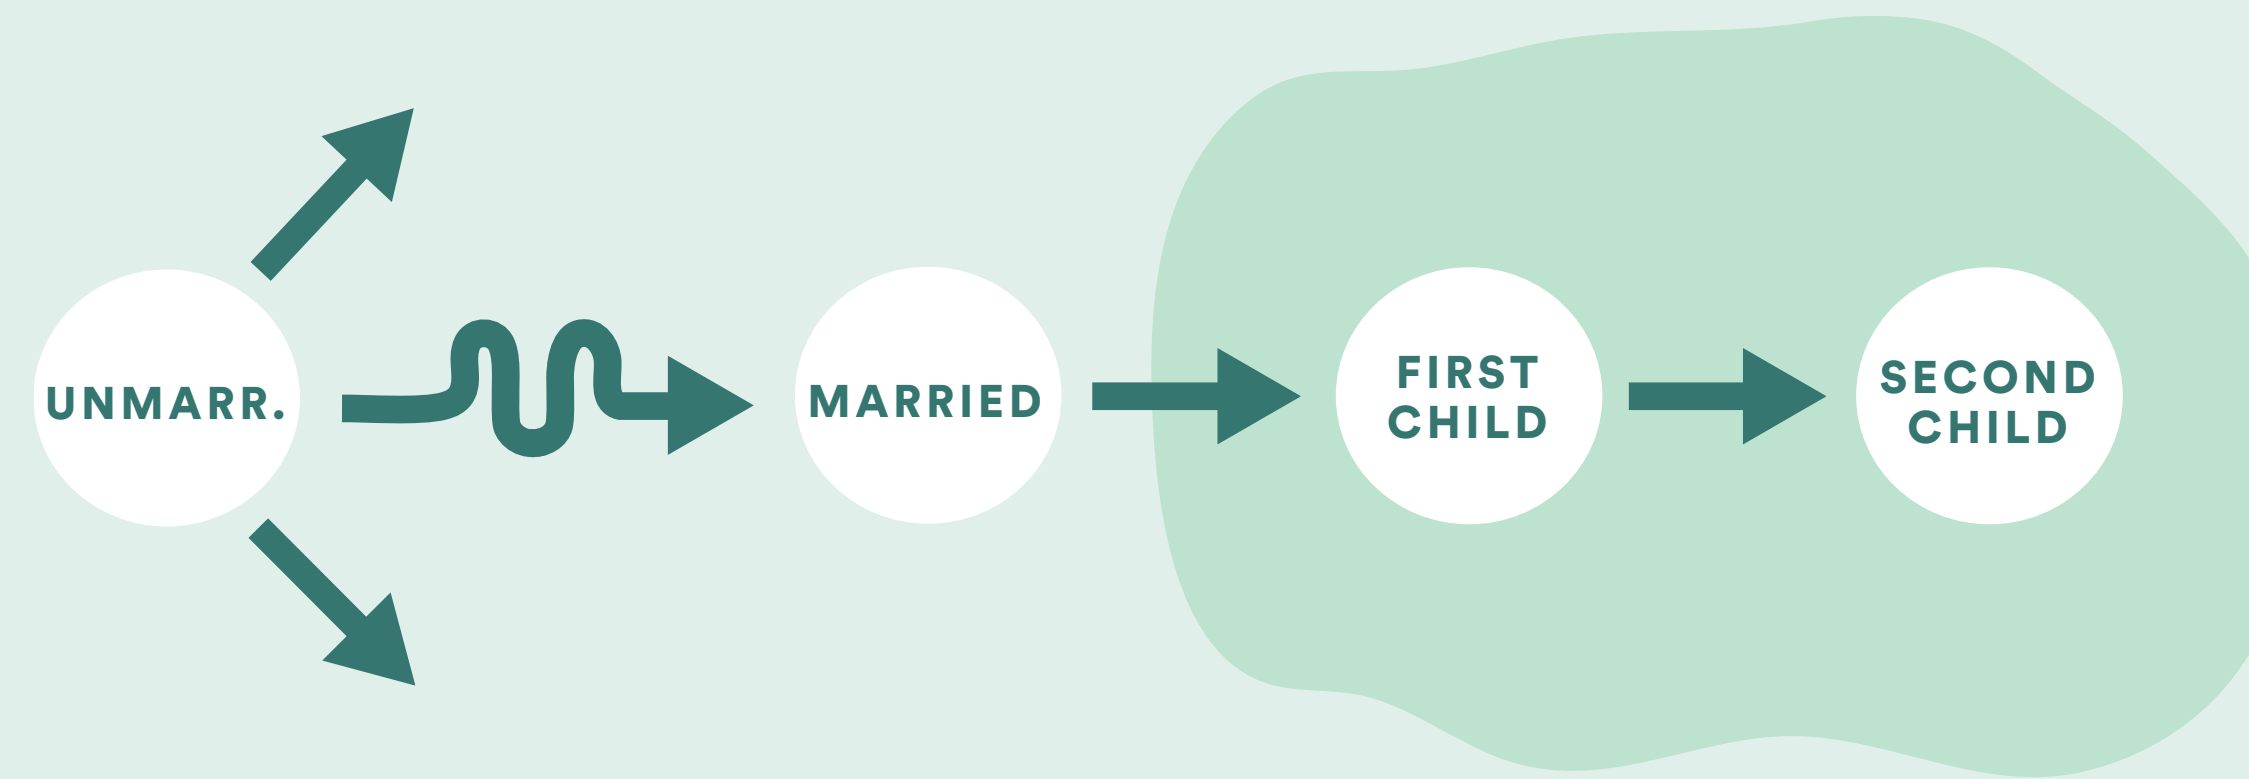 UNMARR.
MARRIED
FIRST
CHILD
SECOND
CHILD